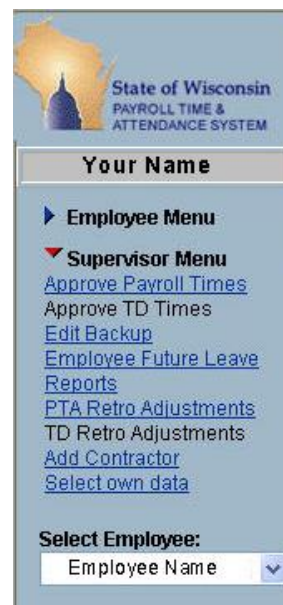 State of Wisconsin
PAYROLL TIME &
ATTENDANCE SYSTEM
Your Name
Employee Menu
Supervisor Menu
Approve Payroll Times
Approve TD Times
Edit Backup
Employee Future Leave
Reports
PTA Retro Adjustments
TD Retro Adjustments
Add Contractor
Select own data
Select Employee:
Employee Name